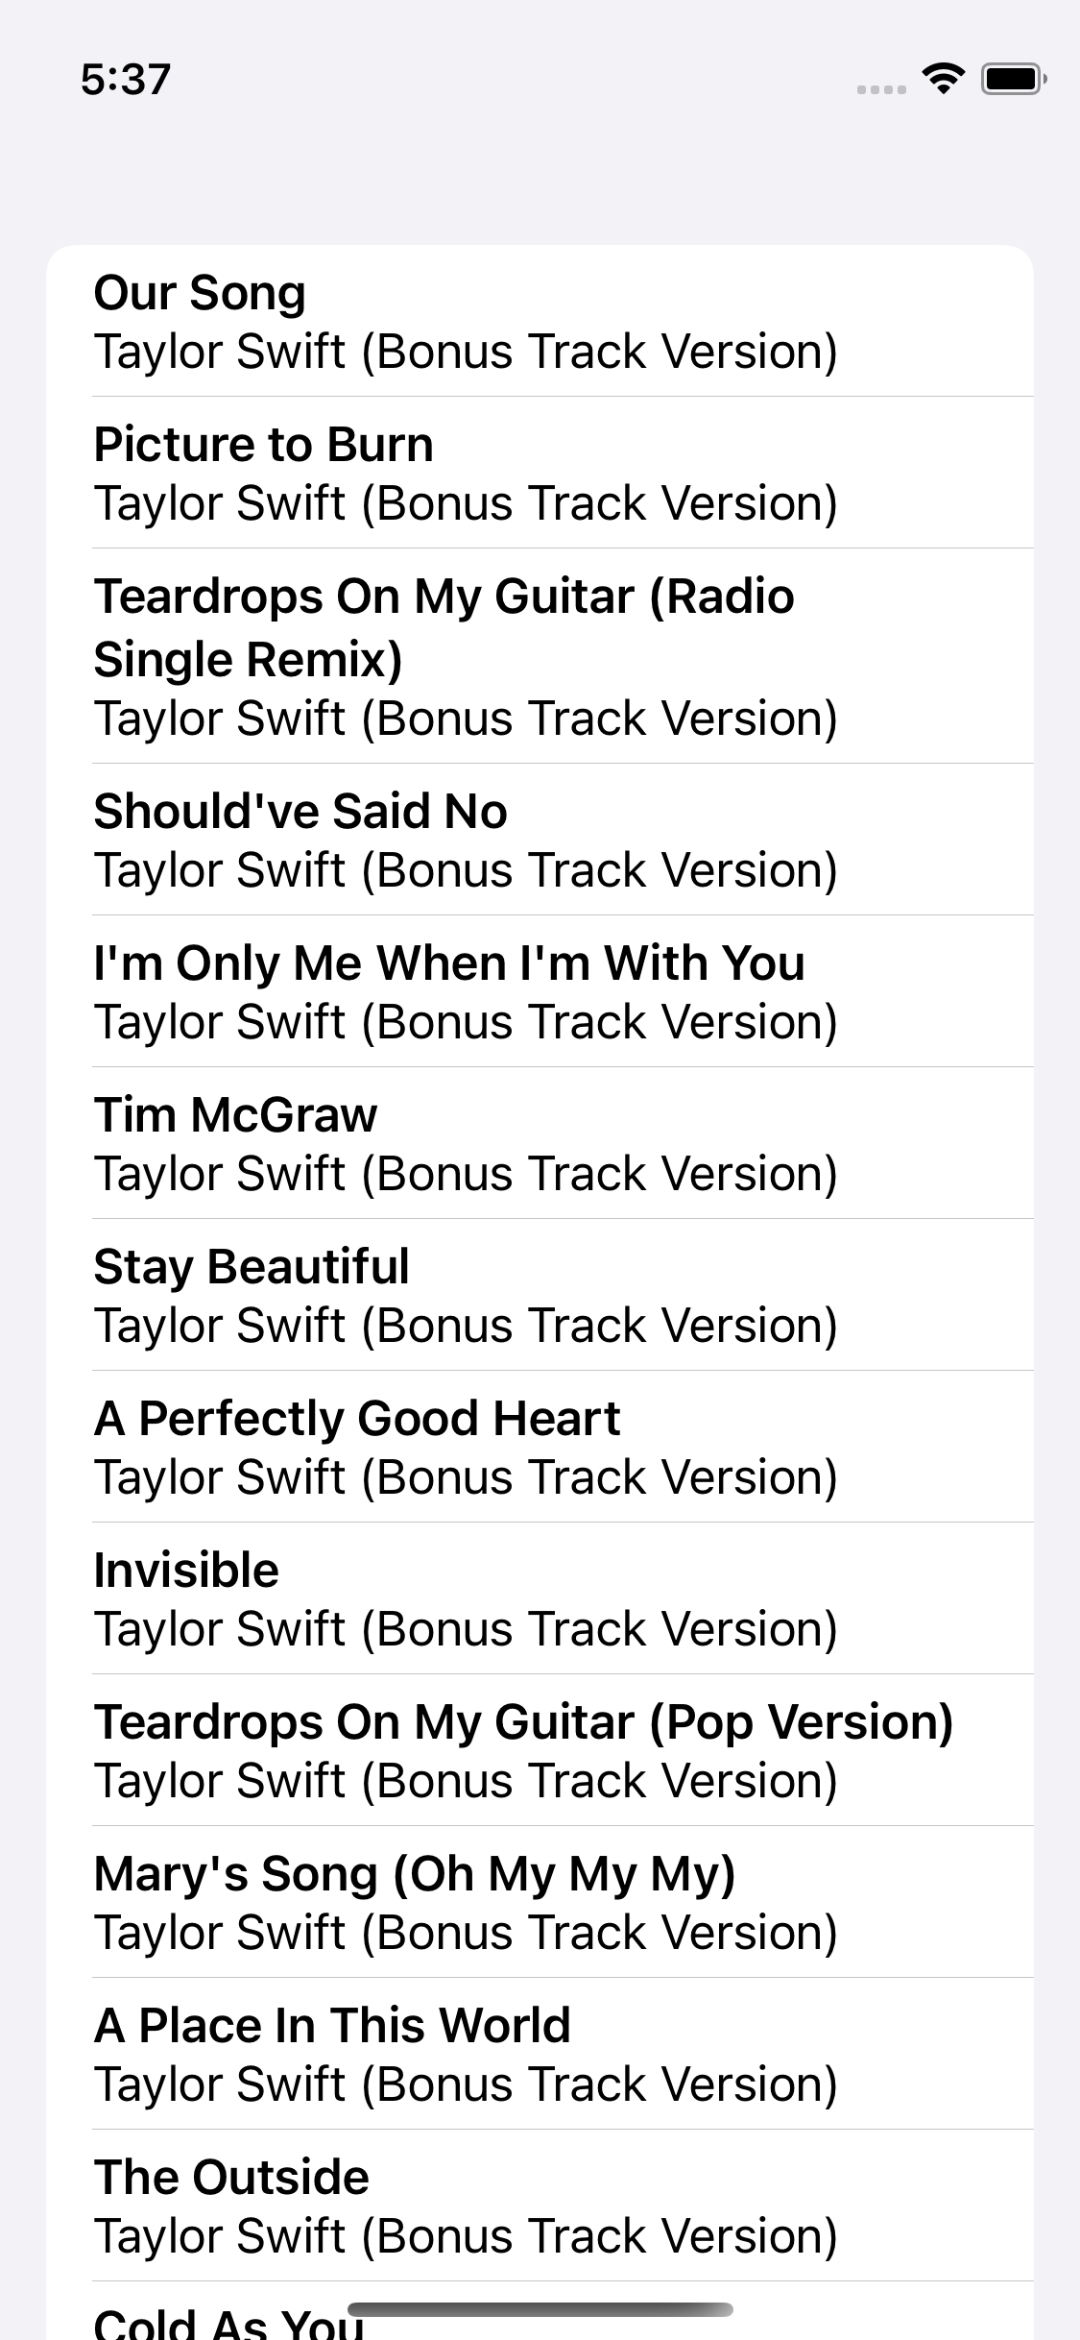 5:37
Our Song
Taylor Swift (Bonus Track Version)
Picture to Burn
Taylor Swift (Bonus Track Version)
Teardrops On My Guitar (Radio
Single Remix)
Taylor Swift (Bonus Track Version)
Should've Said No
Taylor Swift (Bonus Track Version)
I'm Only Me When I'm With You
Taylor Swift (Bonus Track Version)
Tim McGraw
Taylor Swift (Bonus Track Version)
Stay Beautiful
Taylor Swift (Bonus Track Version)
A Perfectly Good Heart
Taylor Swift (Bonus Track Version)
Invisible
Taylor Swift (Bonus Track Version)
Teardrops On My Guitar (Pop Version)
Taylor Swift (Bonus Track Version)
Mary's Song (Oh My My My)
Taylor Swift (Bonus Track Version)
A Place In This World
Taylor Swift (Bonus Track Version)
The Outside
Taylor Swift (Bonus Track Version)
Cold As You